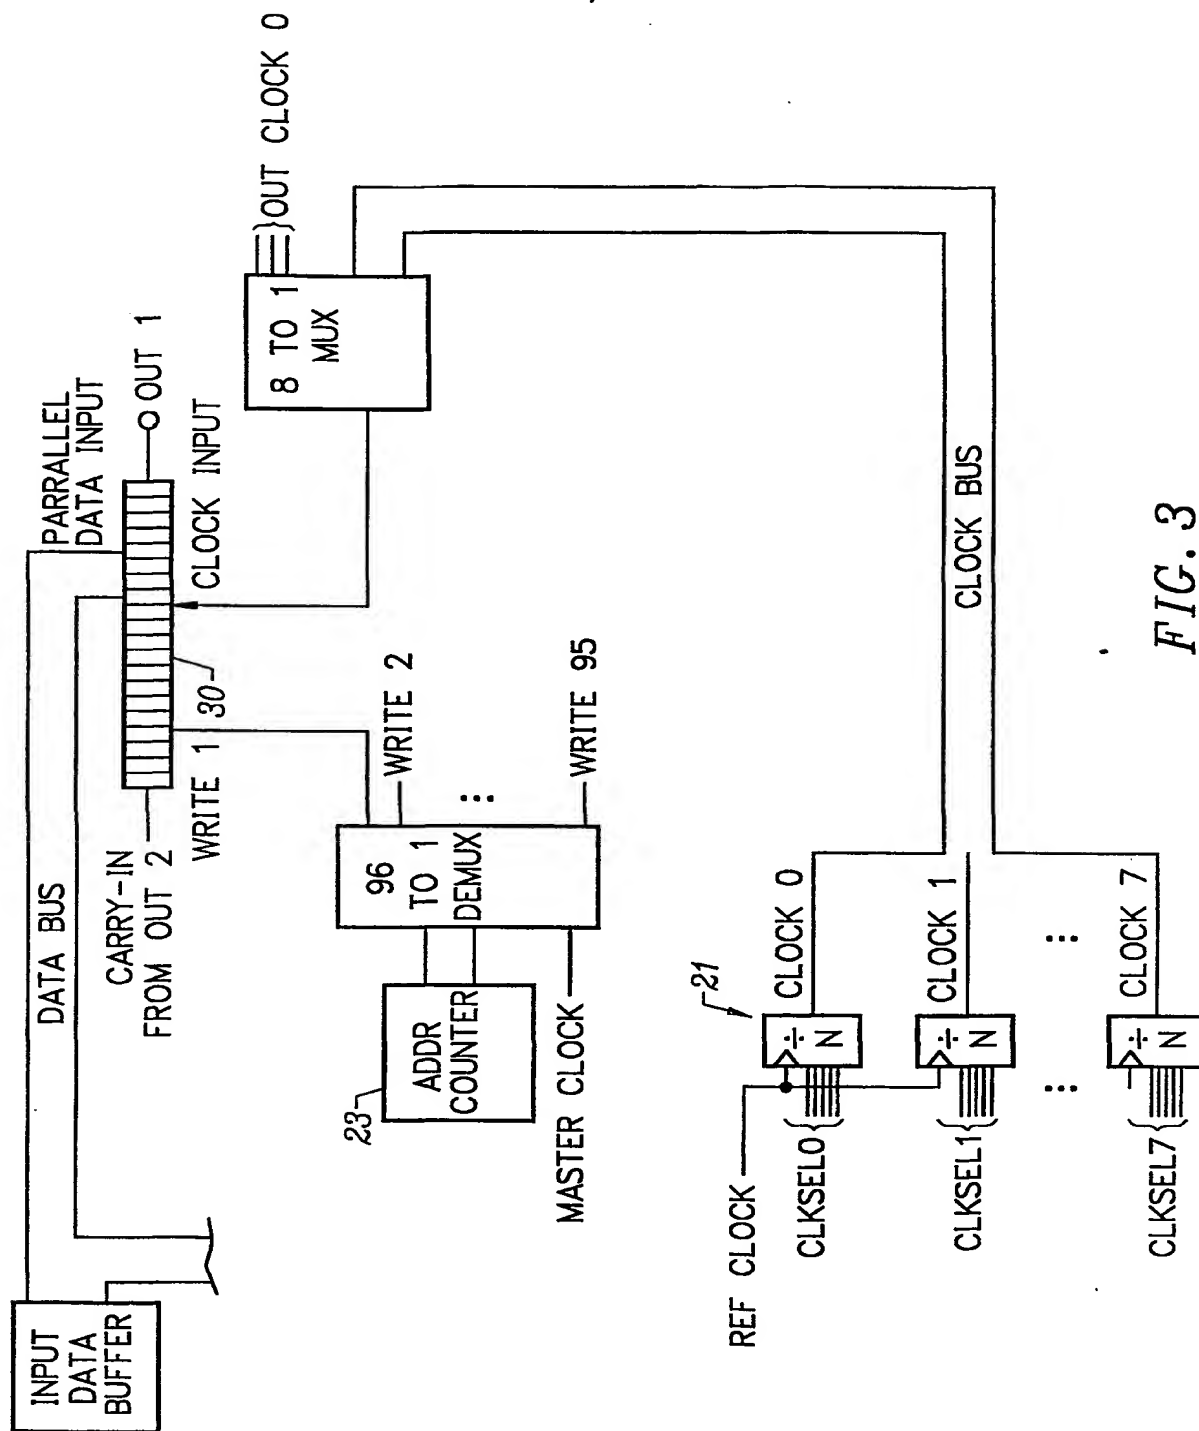 INPUT
DATA
BUFFER
DATA BUS
PARRALLEL
DATA INPUT
CARRY-IN
FROM OUT 2
OUT 1
WRITE 1
30
CLOCK INPUT
8 TO 1
MUX
OUT CLOCK 0
96
TO 1
DEMUX
WRITE 2
⋮
WRITE 95
23
ADDR
COUNTER
MASTER CLOCK
REF CLOCK
21
÷
N
CLKSEL0
CLOCK 0
÷
N
CLKSEL1
CLOCK 1
⋮
⋮
÷
N
CLKSEL7
CLOCK 7
CLOCK BUS
FIG. 3